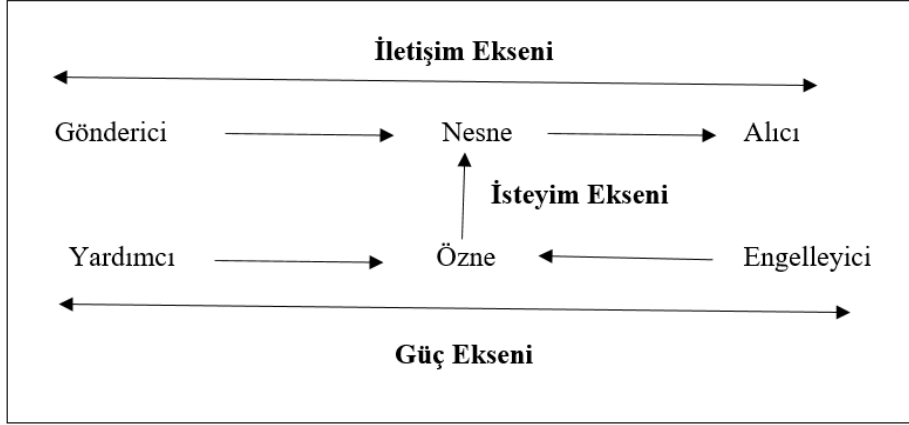 İletişim Ekseni
Gönderici Nesne Alıcı
İsteyim Ekseni
Yardımcı Özne Engelleyici
Güç Ekseni